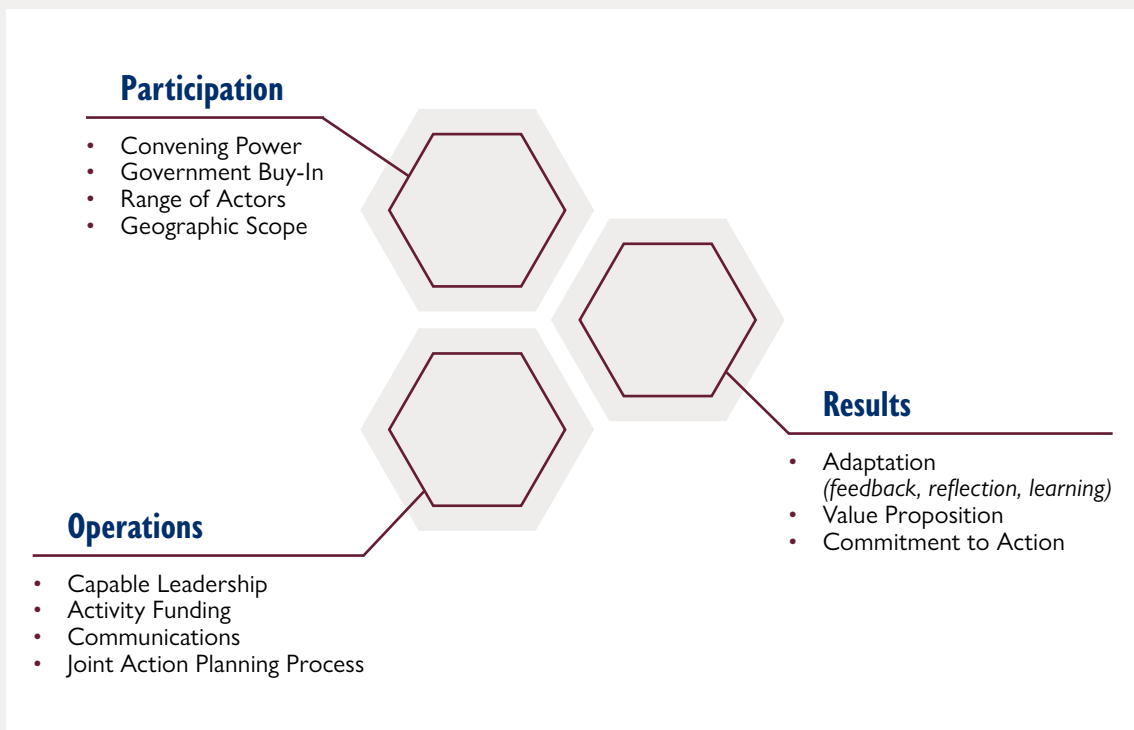 Participation
• Convening Power
• Government Buy-In
• Range of Actors
• Geographic Scope
Results
• Adaptation
(feedback, reflection, learning)
• Value Proposition
• Commitment to Action
Operations
• Capable Leadership
• Activity Funding
• Communications
• Joint Action Planning Process